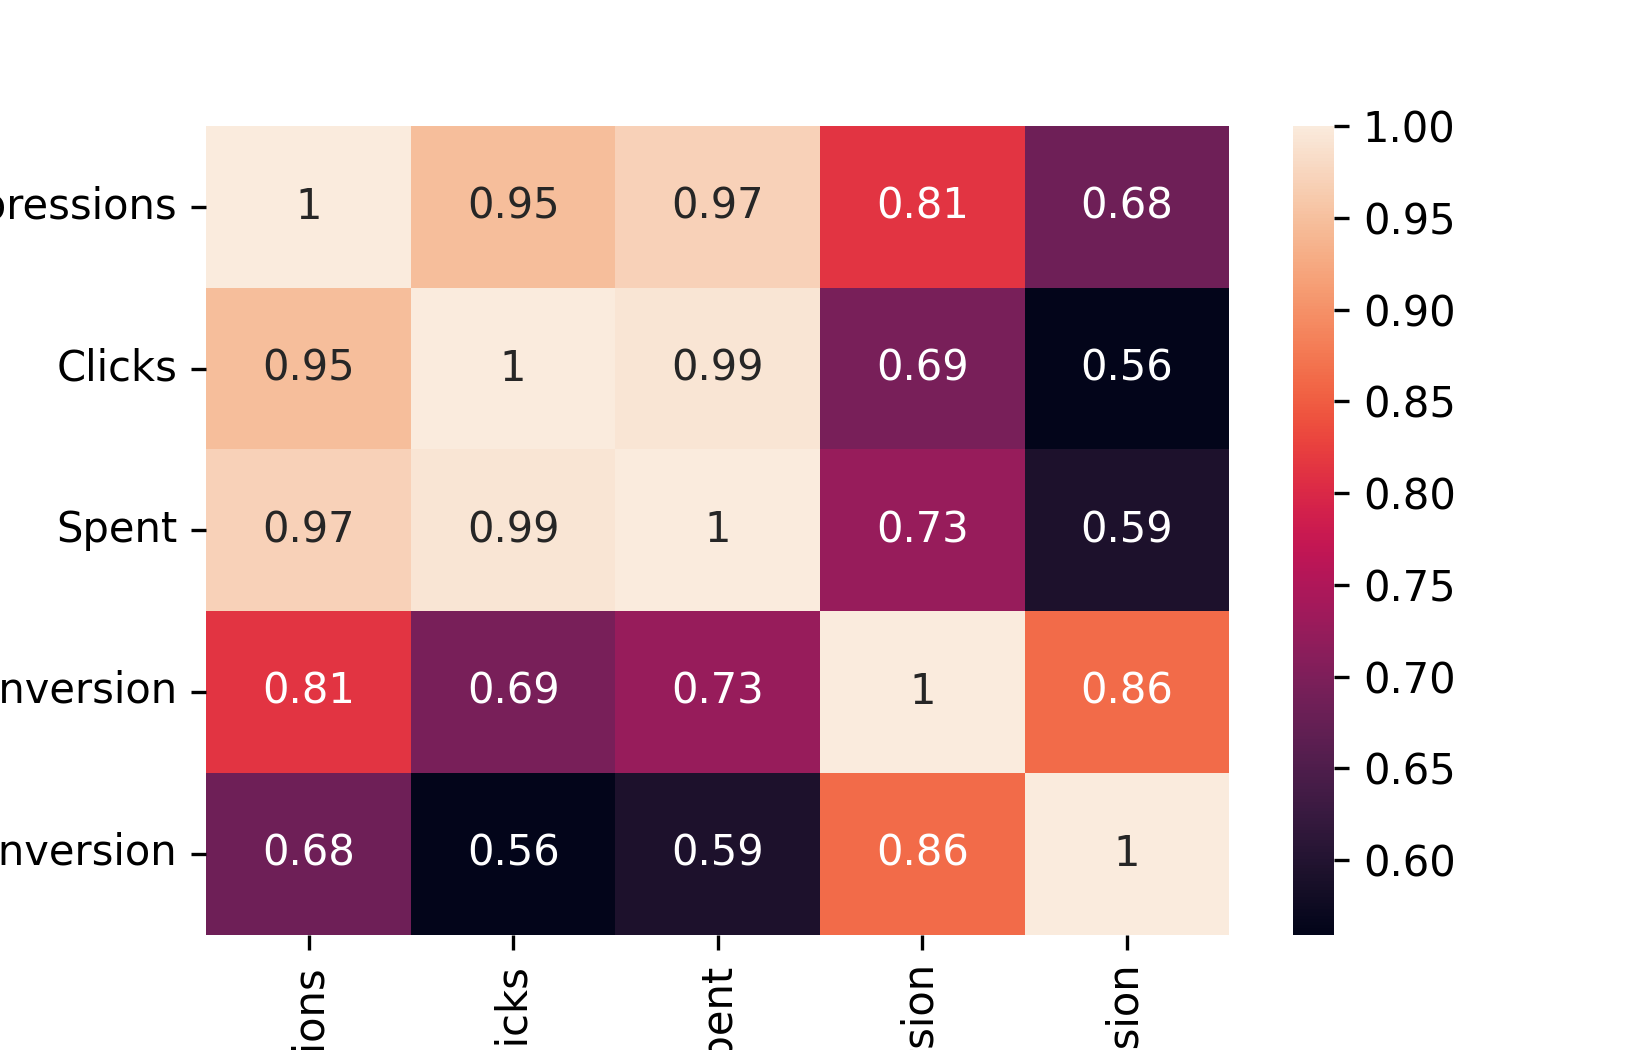 1.00
pressions 1 0.95 0.97 0.81 0.68
0.95
0.90
Clicks 0.95 1 0.99 0.69 0.56
0.85
0.80
Spent 0.97 0.99 1 0.73 0.59
0.75
nversion 0.81 0.69 0.73 1 0.86
0.70
0.65
nversion 0.68 0.56 0.59 0.86 1
0.60
ions icks pent sion sion